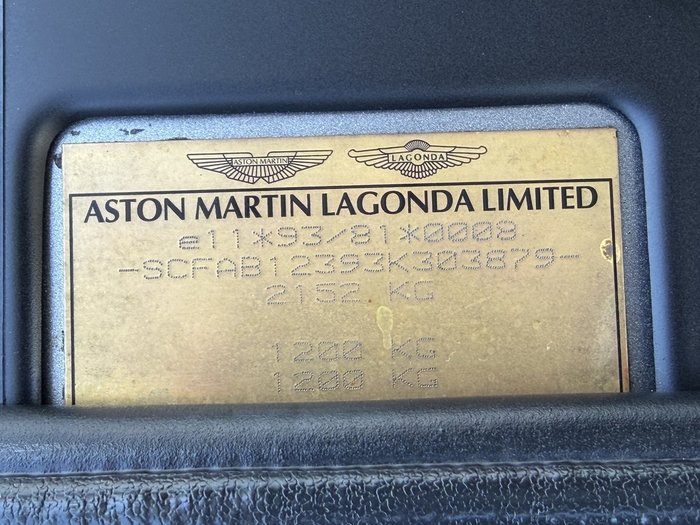 ASTON MARTIN LAGONDA
ASTON MARTIN LAGONDA LIMITED
e11*93/81*0008
-SCFAB12393K303879-
2152 KG
1200 KG
1200 KG